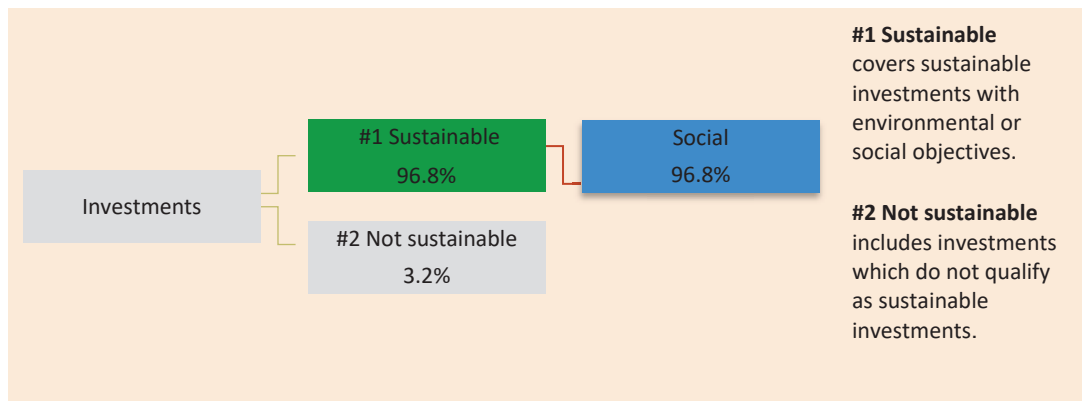 Investments
#1 Sustainable
96.8%
Social
96.8%
#2 Not sustainable
3.2%
#1 Sustainable
covers sustainable
investments with
environmental or
social objectives.
#2 Not sustainable
includes investments
which do not qualify
as sustainable
investments.